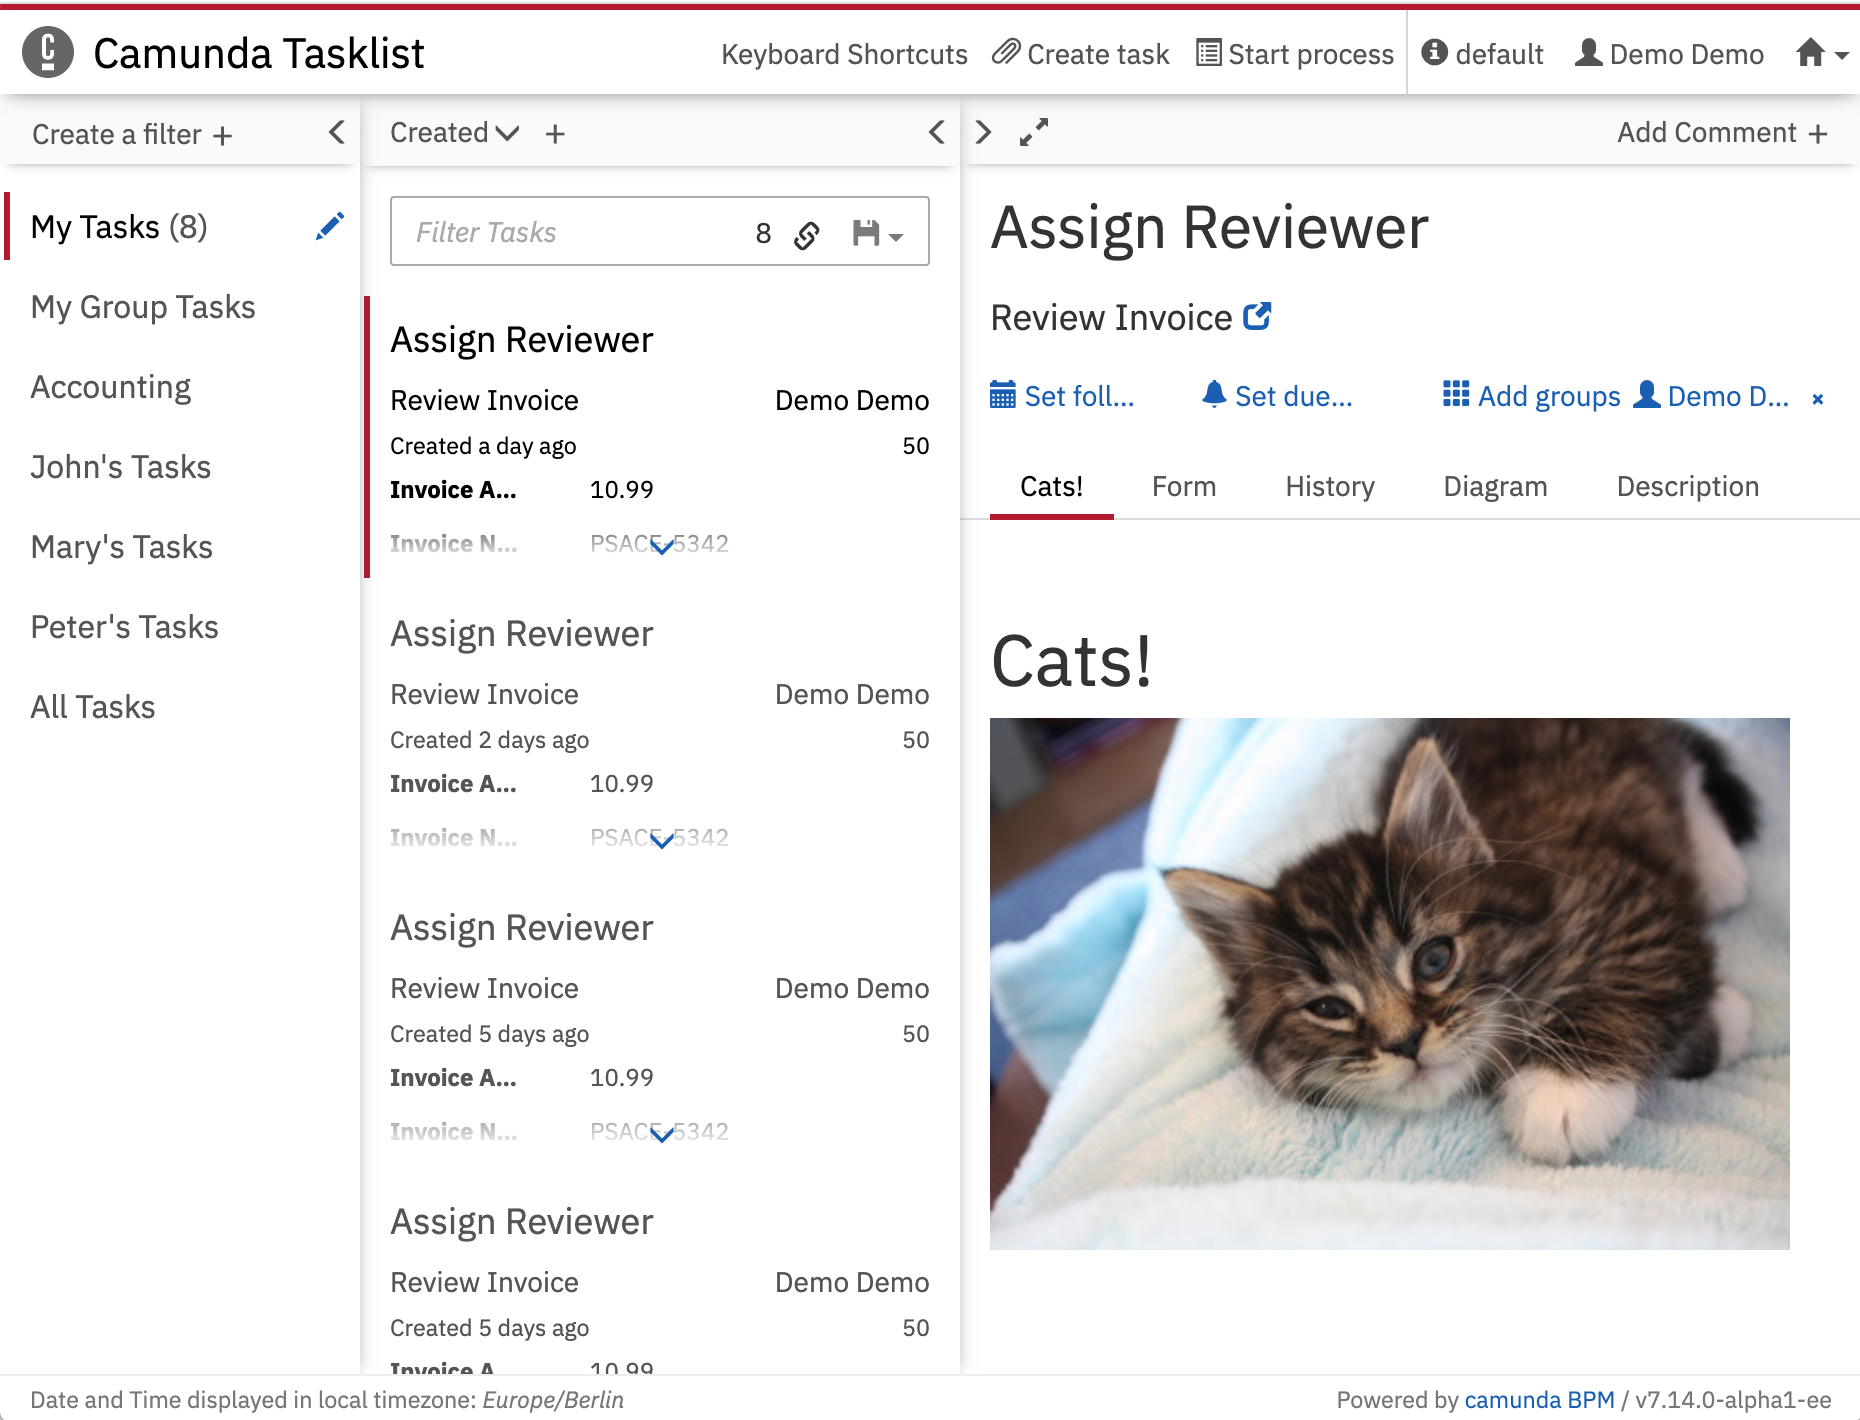 Camunda Tasklist
Keyboard Shortcuts Create task Start process default Demo Demo
Create a filter +
My Tasks (8)
My Group Tasks
Accounting
John's Tasks
Mary's Tasks
Peter's Tasks
All Tasks
Created +
Filter Tasks 8
Assign Reviewer
Review Invoice Demo Demo
Created a day ago 50
Invoice A... 10.99
Invoice N... PSACE-5342
Assign Reviewer
Review Invoice Demo Demo
Created 2 days ago 50
Invoice A... 10.99
Invoice N... PSACE-5342
Assign Reviewer
Review Invoice Demo Demo
Created 5 days ago 50
Invoice A... 10.99
Invoice N... PSACE-5342
Assign Reviewer
Review Invoice Demo Demo
Created 5 days ago 50
Invoice A 10.99
Add Comment +
Assign Reviewer
Review Invoice
Set foll... Set due... Add groups Demo D... ×
Cats! Form History Diagram Description
Cats!
Date and Time displayed in local timezone: Europe/Berlin
Powered by camunda BPM / v7.14.0-alpha1-ee